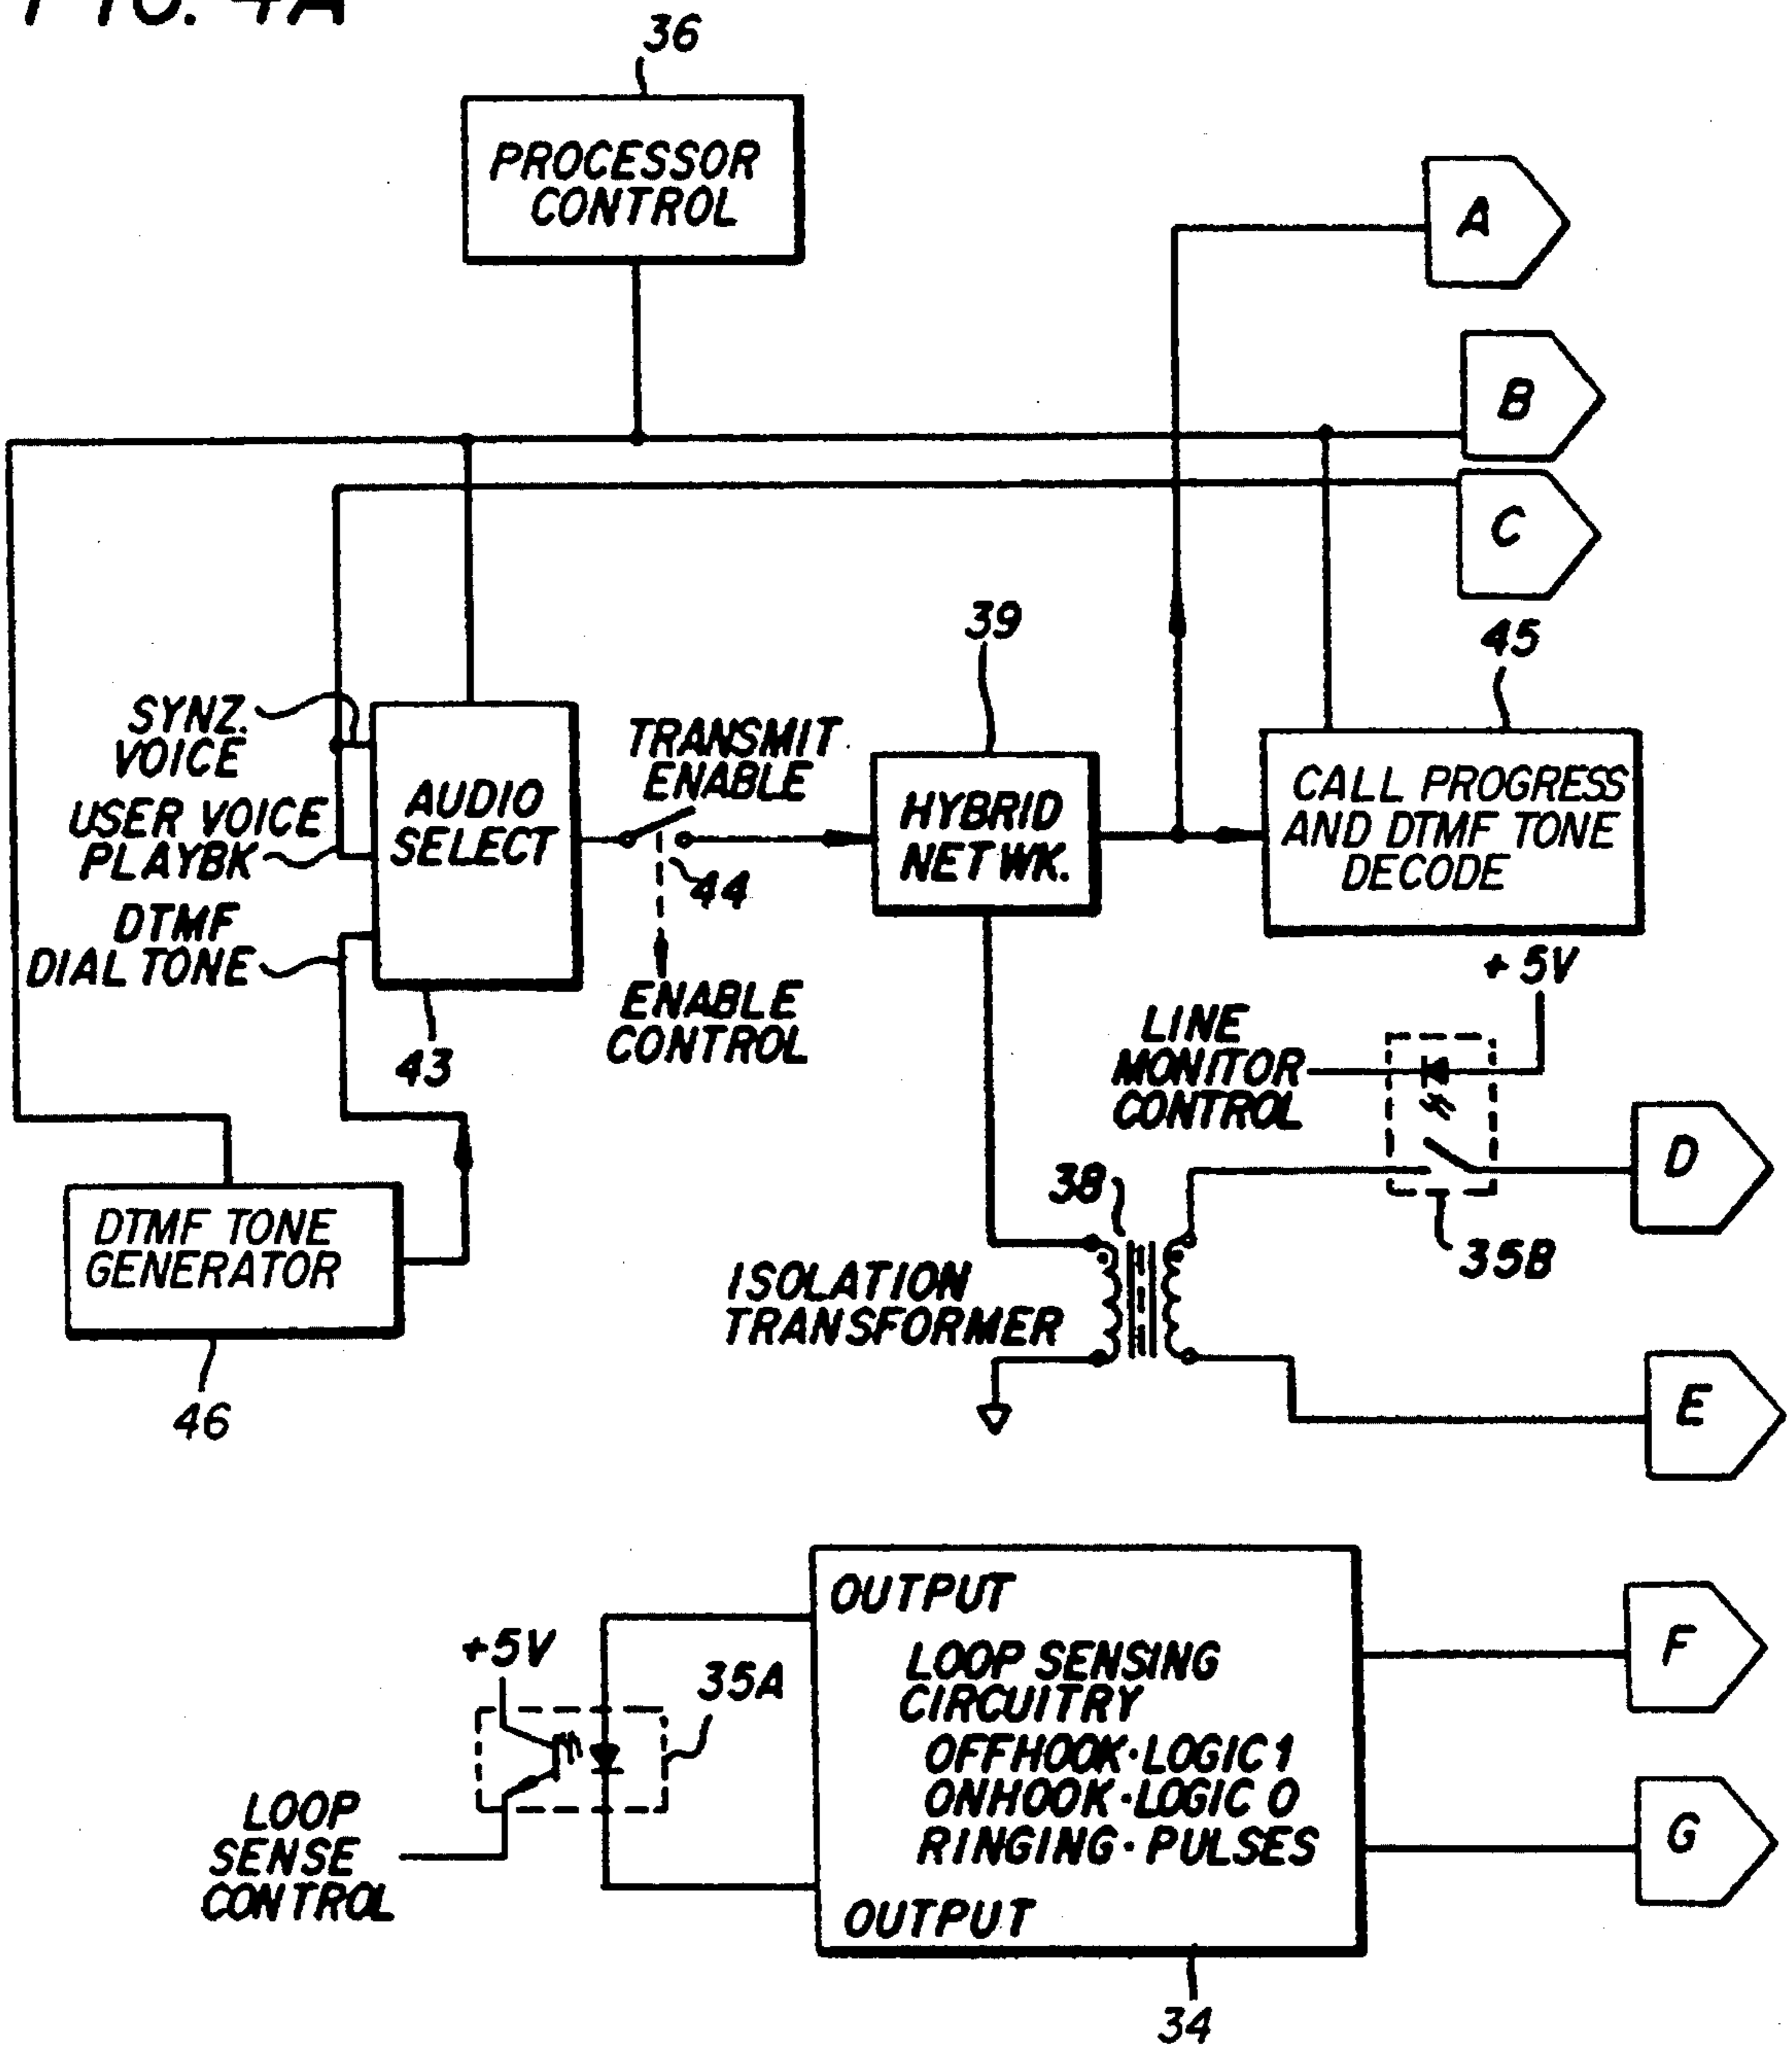 FIG. 4A
36
PROCESSOR
CONTROL
A
B
C
39
45
SYNZ.
VOICE
USER VOICE
PLAYBK
DTMF
DIAL TONE
AUDIO
SELECT
43
TRANSMIT
ENABLE
44
ENABLE
CONTROL
HYBRID
NETWK.
CALL PROGRESS
AND DTMF TONE
DECODE
+5V
LINE
MONITOR
CONTROL
D
35B
38
ISOLATION
TRANSFORMER
E
DTMF TONE
GENERATOR
46
OUTPUT
LOOP SENSING
CIRCUITRY
OFFHOOK·LOGIC 1
ONHOOK·LOGIC 0
RINGING·PULSES
OUTPUT
34
+5V
35A
LOOP
SENSE
CONTROL
F
G